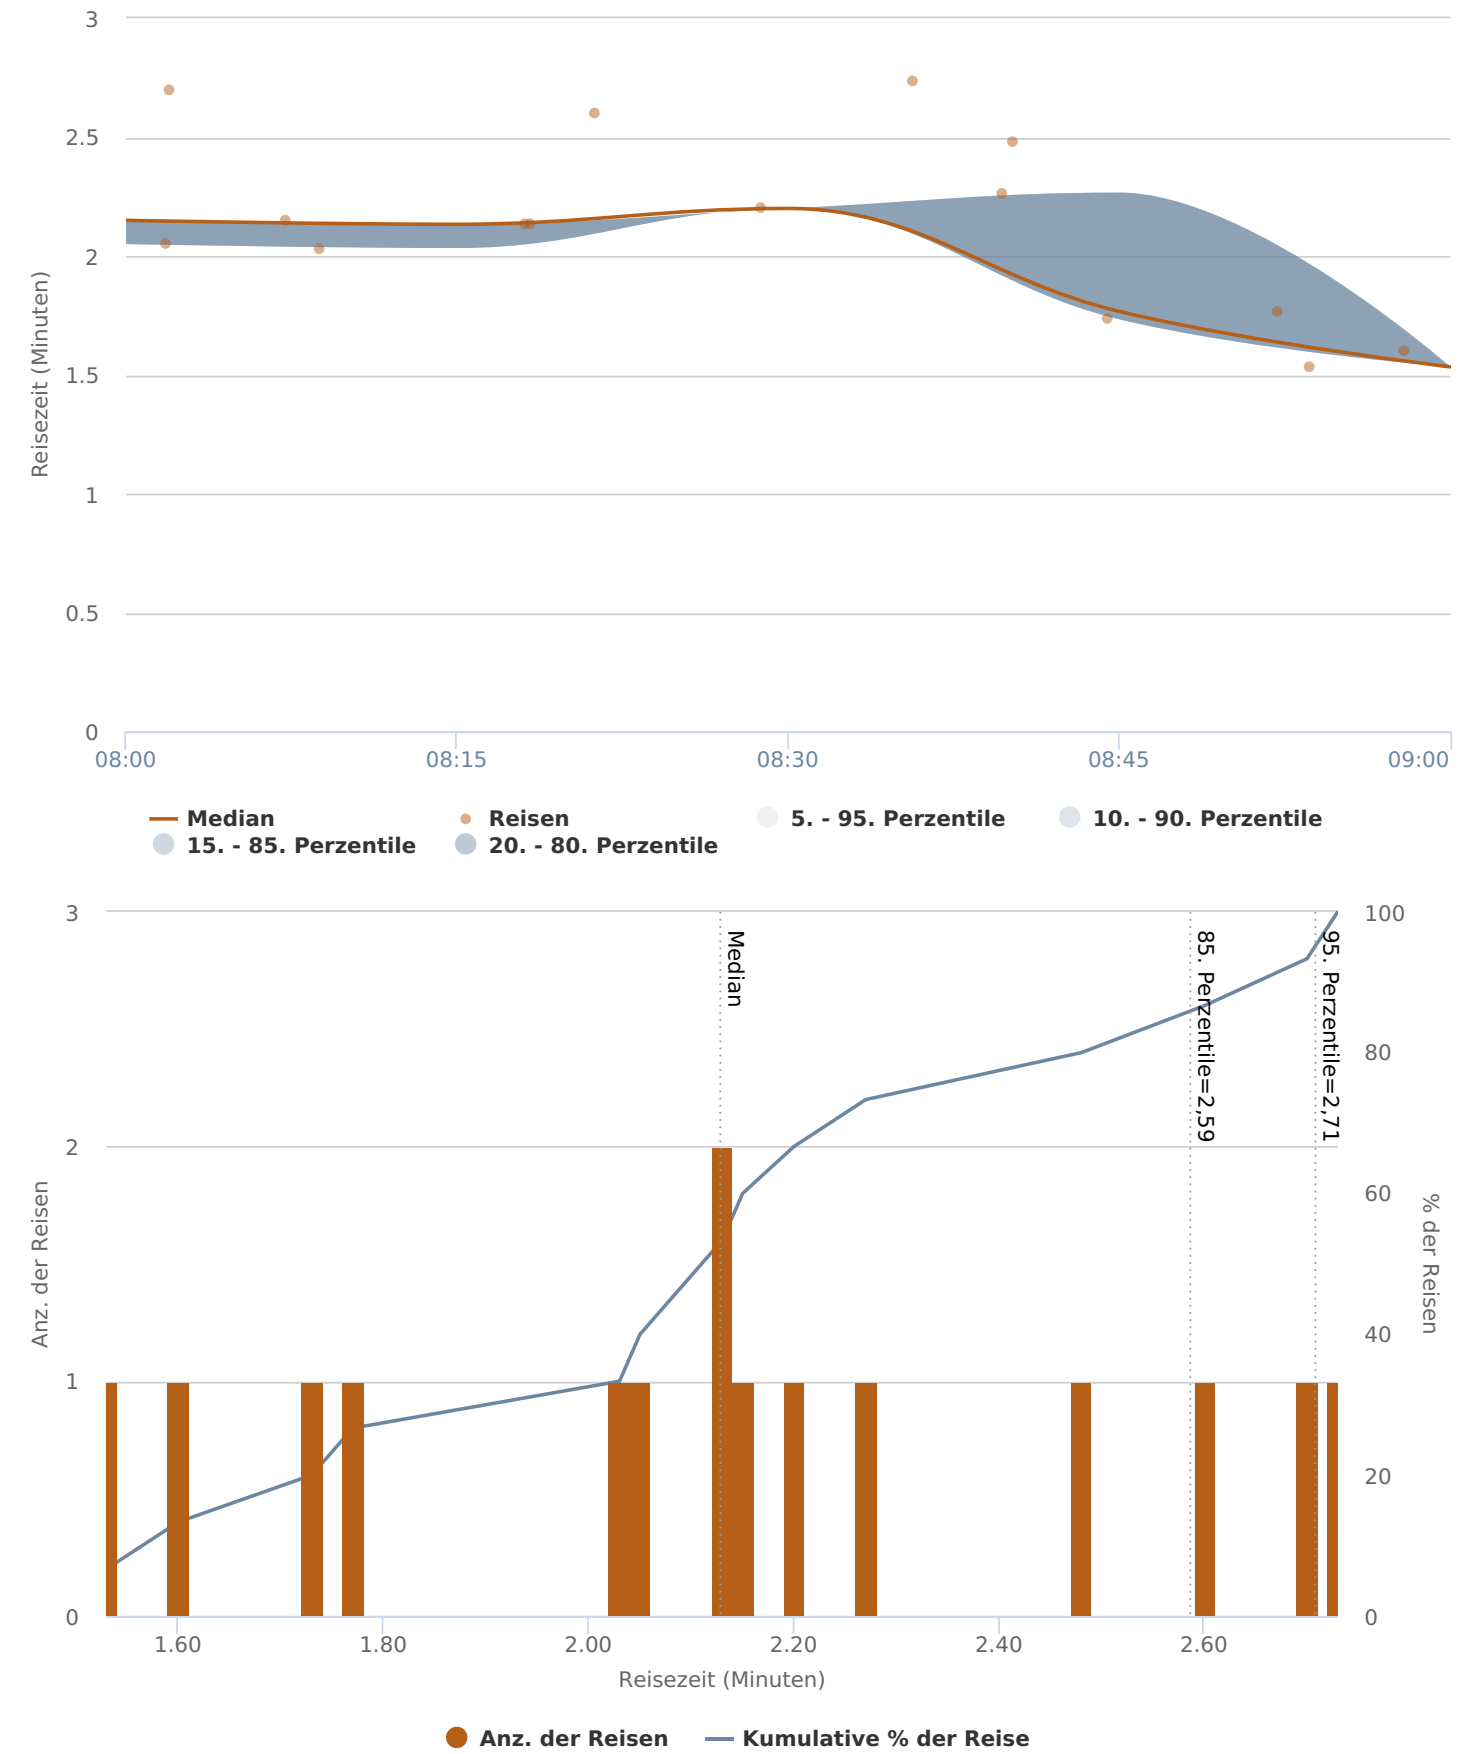 3
2.5
2
1.5
1
0.5
0
Reisezeit (Minuten)
08:00 08:15 08:30 08:45 09:00
Median Reisen 5. - 95. Perzentile 10. - 90. Perzentile
15. - 85. Perzentile 20. - 80. Perzentile
3
2
1
0
Anz. der Reisen
Median
85. Perzentile=2,59
95. Perzentile=2,71
100
80
60
40
20
0
% der Reisen
1.60 1.80 2.00 2.20 2.40 2.60
Reisezeit (Minuten)
Anz. der Reisen Kumulative % der Reise